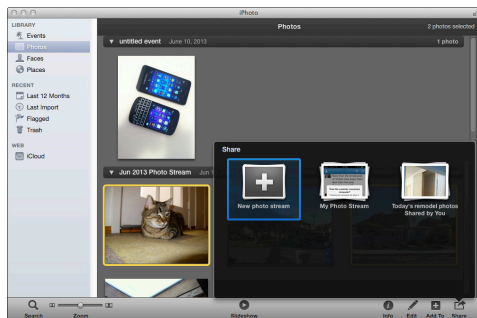 iPhoto
LIBRARY
Events
Photos
Faces
Places
RECENT
Last 12 Months
Last Import
Flagged
Trash
WEB
iCloud
Photos
2 photos selected
untitled event June 10, 2013
1 photo
Jun 2013 Photo Stream Jun 1
Share
New photo stream
My Photo Stream
Today's remodel photos
Shared by You
Search
Zoom
Slideshow
Info
Edit
Add To
Share